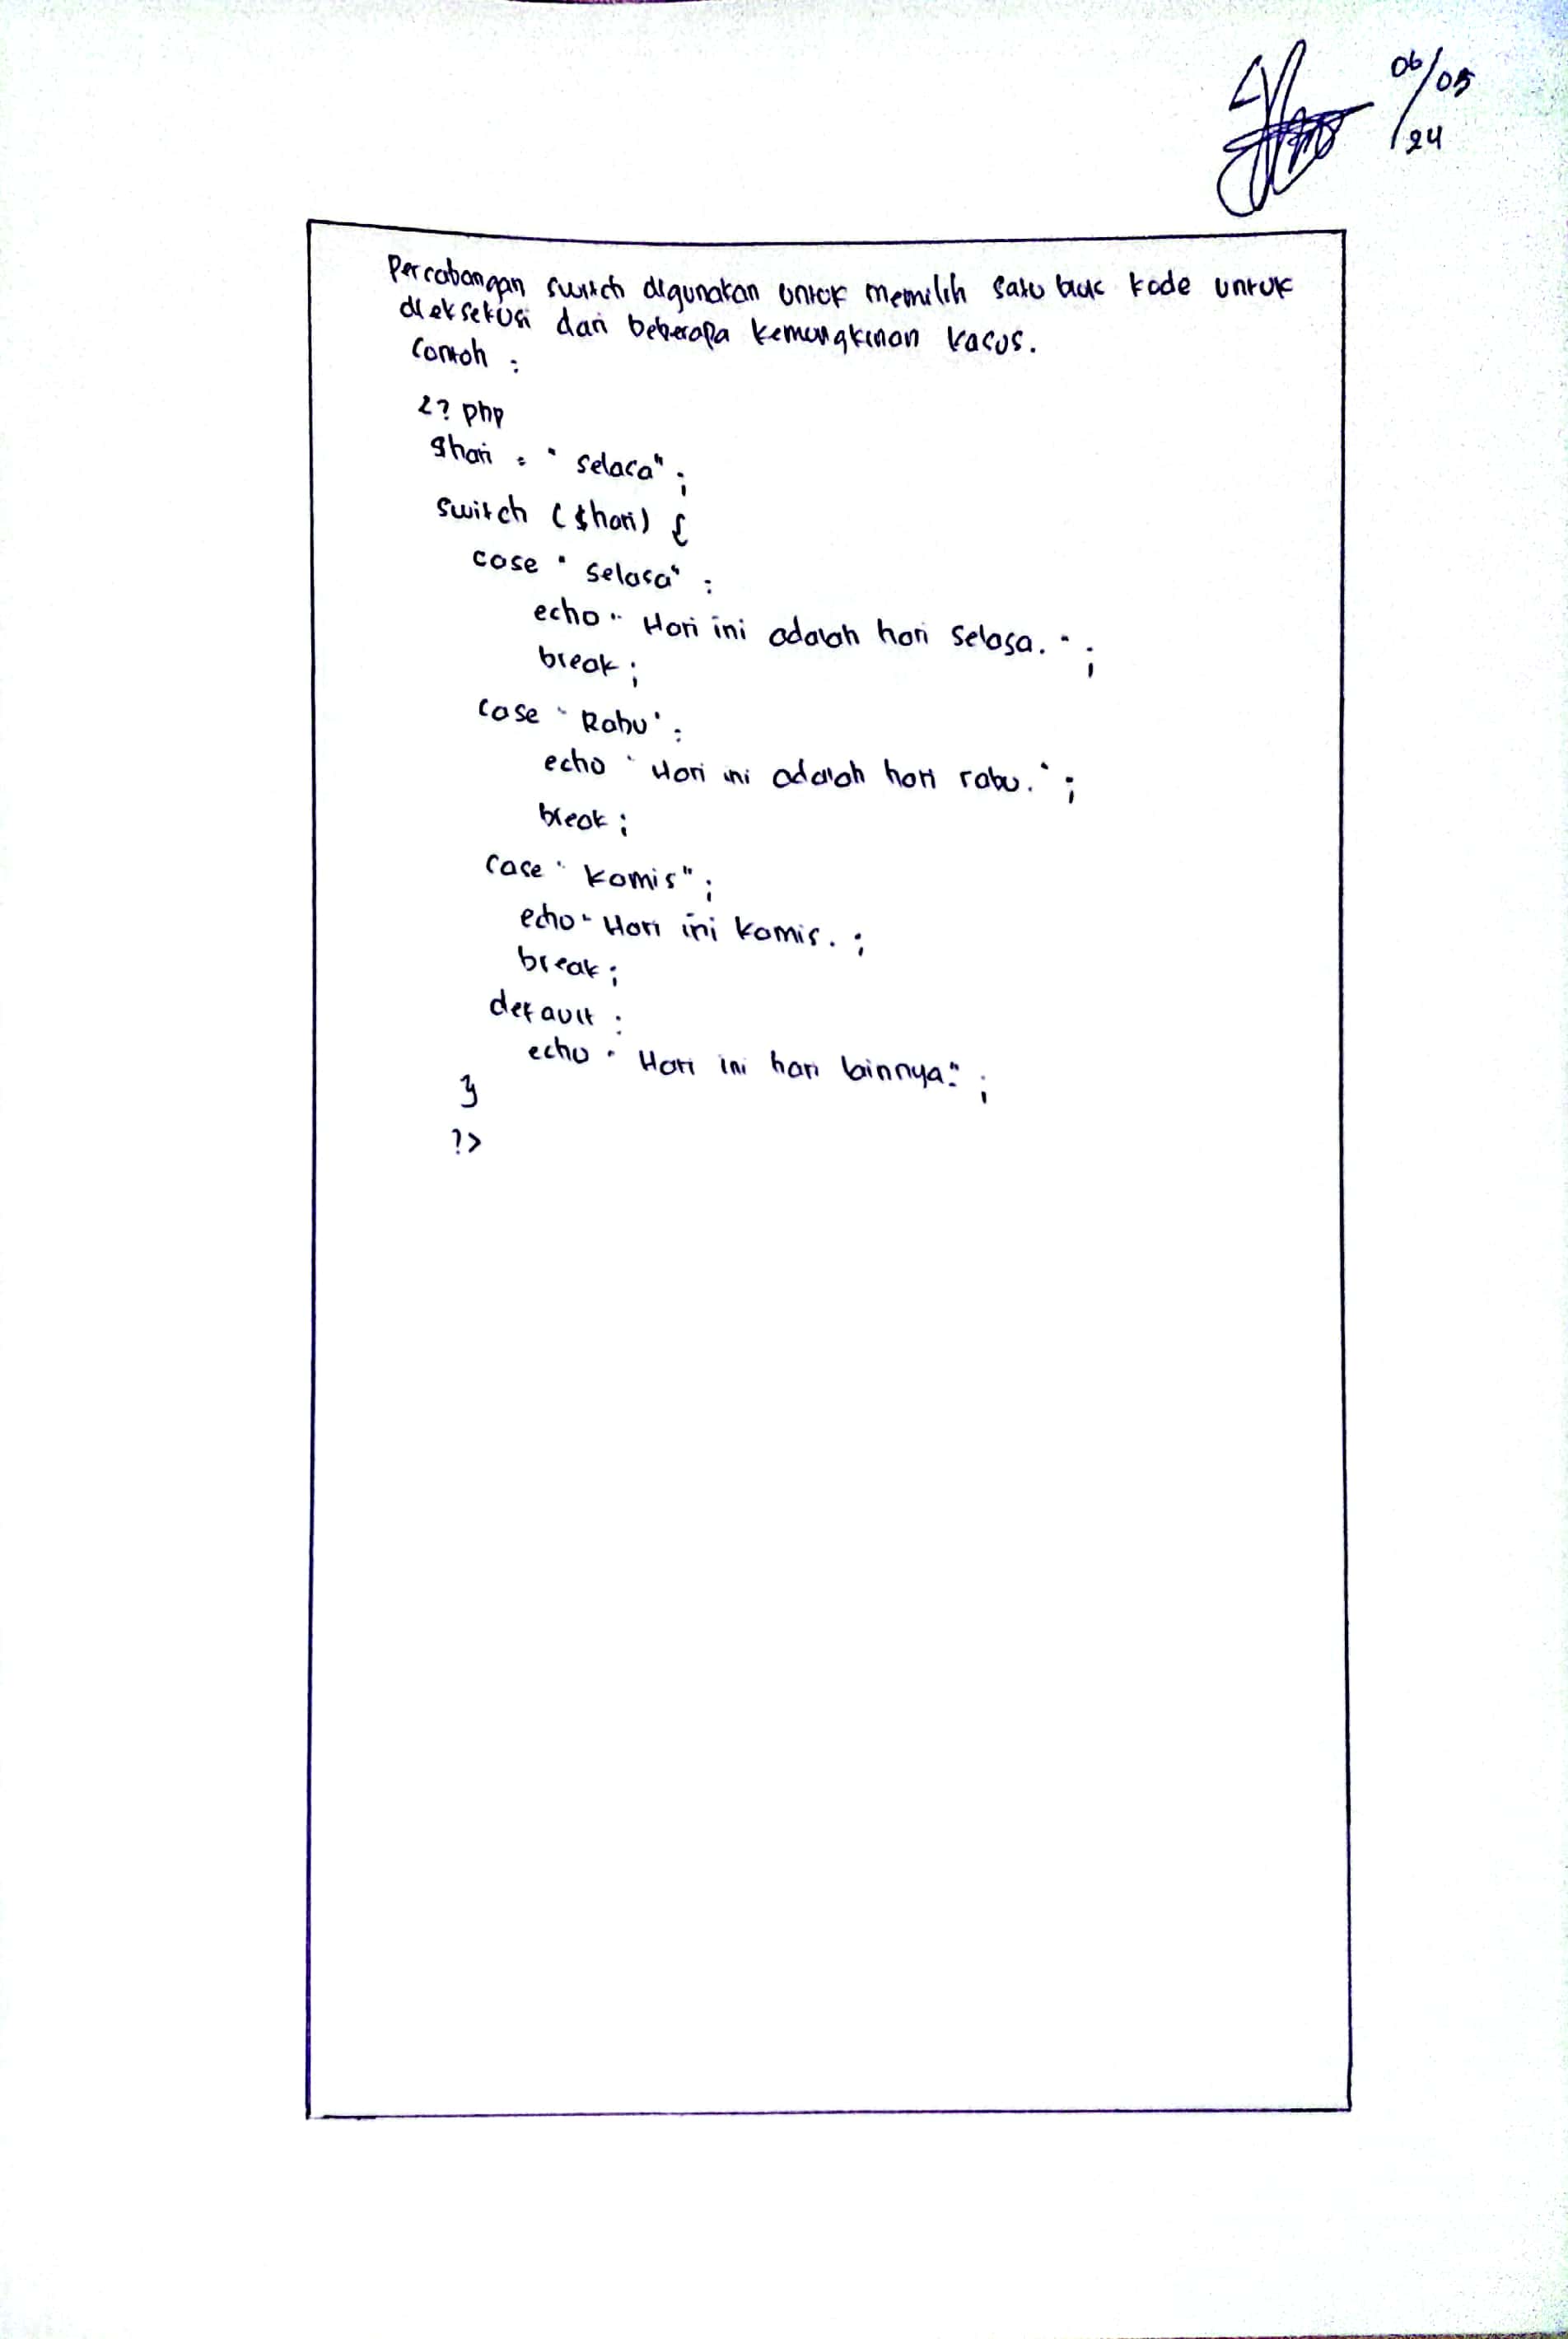 06/05/24
Percabangan switch digunakan untuk memilih satu blok kode untuk
dieksekusi dari beberapa kemungkinan kasus.
Contoh :
<? php
$hari = " selasa" ;
switch ( $hari) {
case " selasa" :
echo " Hari ini adalah hari selasa. " ;
break ;
case " Rabu" :
echo " Hari ini adalah hari rabu. " ;
break ;
case " kamis" ;
echo " Hari ini kamis. ;
break ;
default :
echo " Hari ini hari lainnya." ;
}
?>